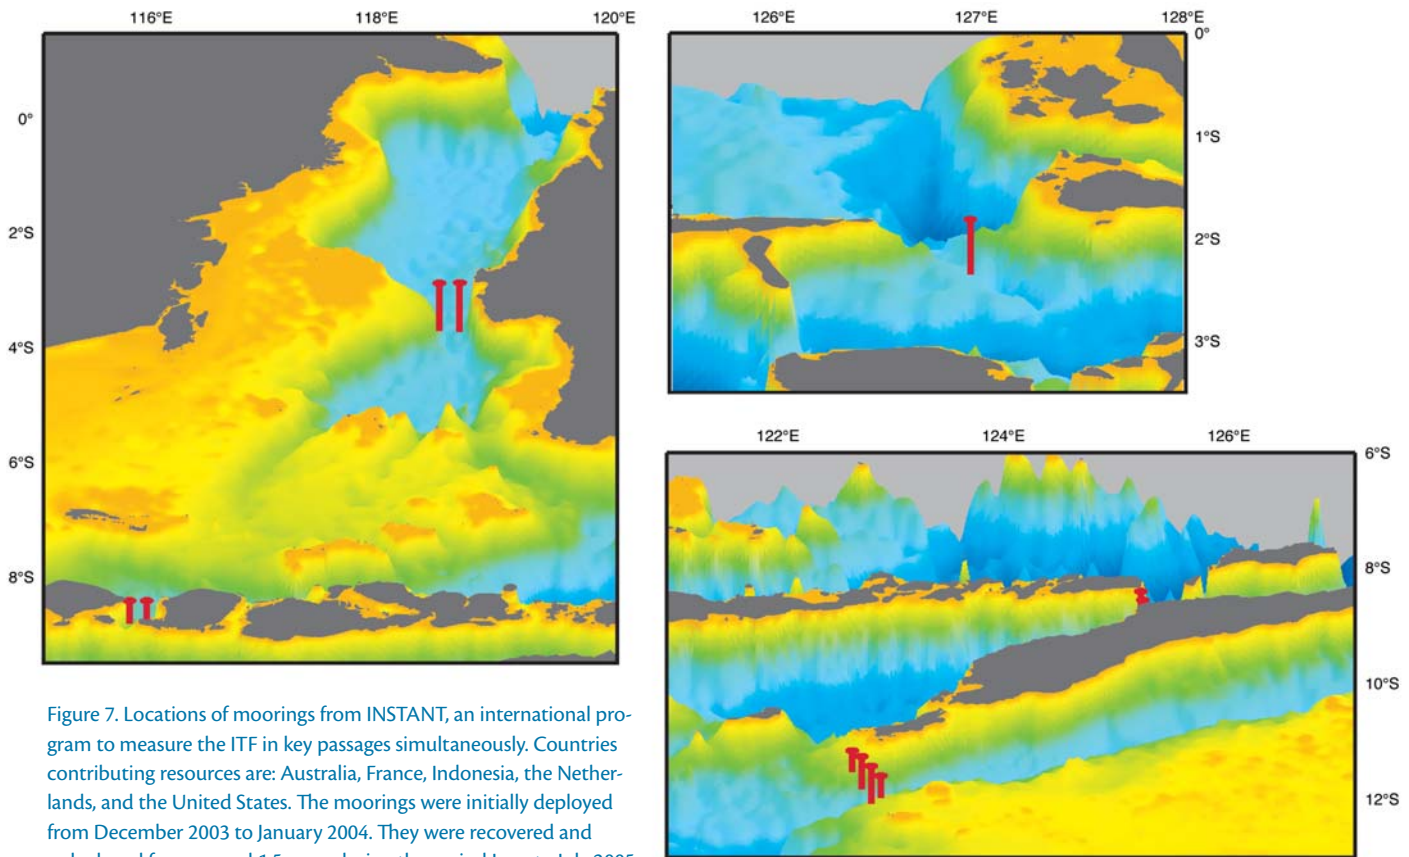 116°E 118°E 120°E
0°
2°S
4°S
6°S
8°S
126°E 127°E 128°E
0°
1°S
2°S
3°S
122°E 124°E 126°E
6°S
8°S
10°S
12°S
Figure 7. Locations of moorings from INSTANT, an international pro-
gram to measure the ITF in key passages simultaneously. Countries
contributing resources are: Australia, France, Indonesia, the Nether-
lands, and the United States. The moorings were initially deployed
from December 2003 to January 2004. They were recovered and